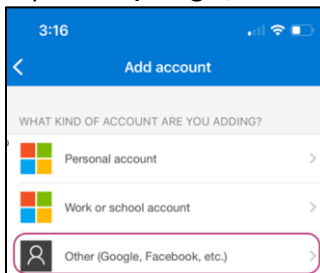 3:16
Add account
WHAT KIND OF ACCOUNT ARE YOU ADDING?
Personal account
Work or school account
Other (Google, Facebook, etc.)